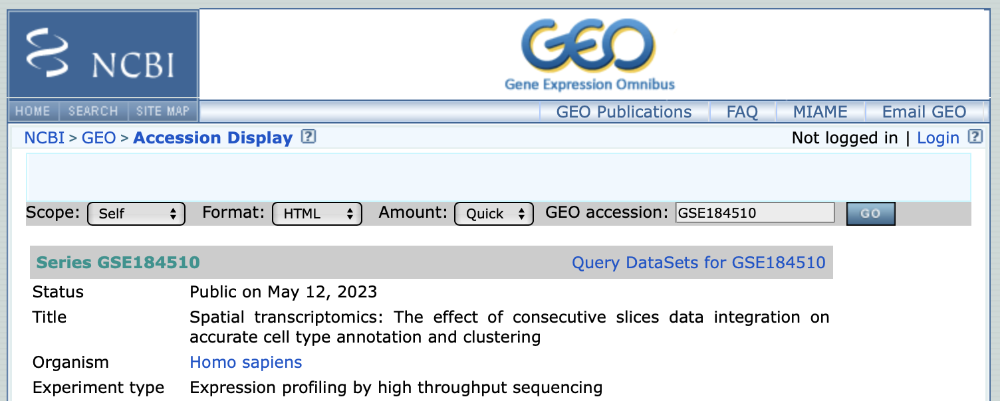 NCBI
GEO
Gene Expression Omnibus
HOME SEARCH SITE MAP GEO Publications FAQ MIAME Email GEO
NCBI > GEO > Accession Display ? Not logged in | Login ?
Scope: Self Format: HTML Amount: Quick GEO accession: GSE184510 GO
Series GSE184510 Query DataSets for GSE184510
Status Public on May 12, 2023
Title Spatial transcriptomics: The effect of consecutive slices data integration on
accurate cell type annotation and clustering
Organism Homo sapiens
Experiment type Expression profiling by high throughput sequencing